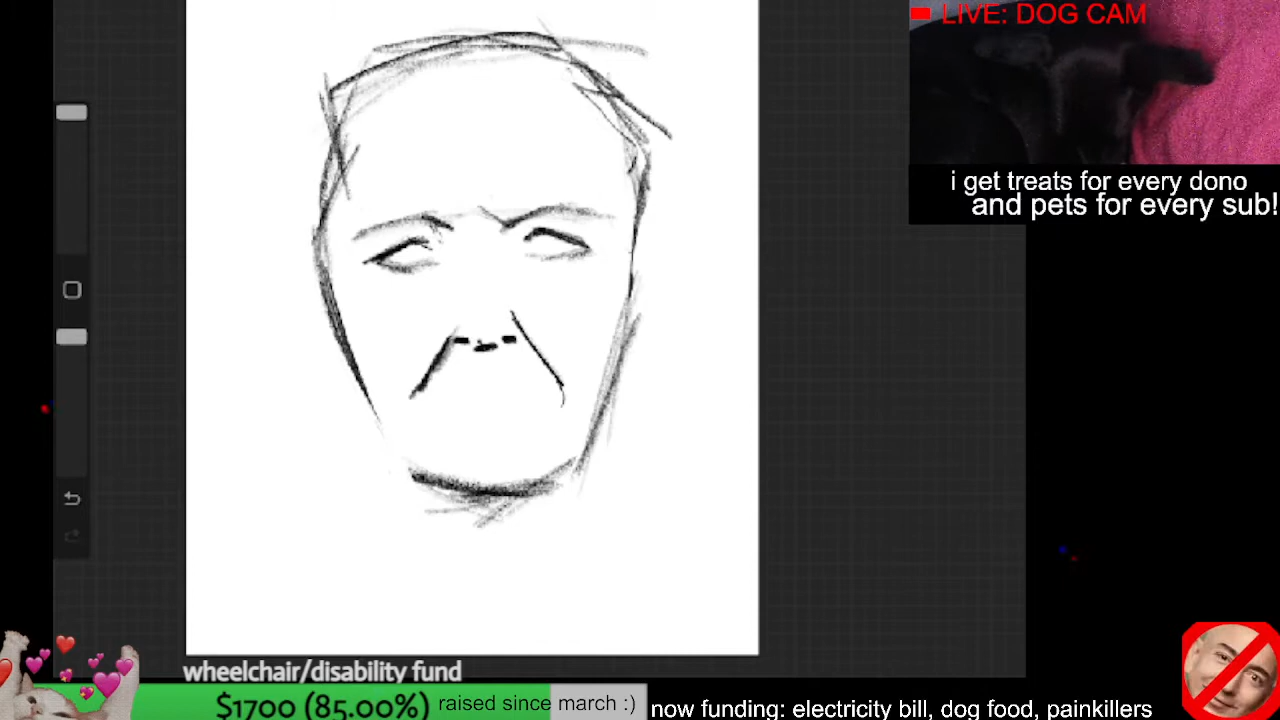 LIVE: DOG CAM
i get treats for every dono
and pets for every sub!
wheelchair/disability fund
$1700 (85.00%) raised since march :)
now funding: electricity bill, dog food, painkillers